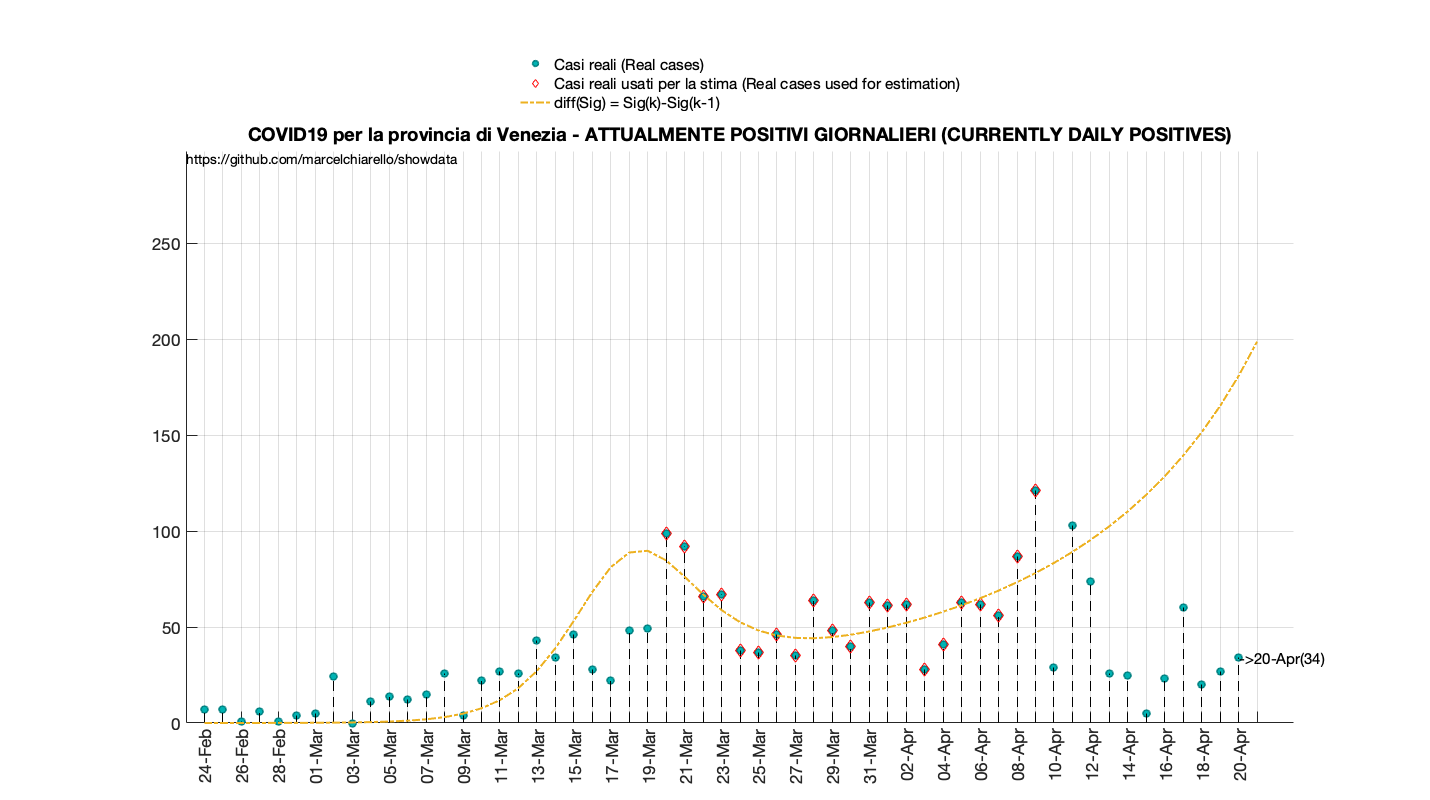 Casi reali (Real cases)
Casi reali usati per la stima (Real cases used for estimation)
diff(Sig) = Sig(k)-Sig(k-1)
COVID19 per la provincia di Venezia - ATTUALMENTE POSITIVI GIORNALIERI (CURRENTLY DAILY POSITIVES)
https://github.com/marcelchiarello/showdata
250
200
150
100
50
0
->20-Apr(34)
24-Feb
26-Feb
28-Feb
01-Mar
03-Mar
05-Mar
07-Mar
09-Mar
11-Mar
13-Mar
15-Mar
17-Mar
19-Mar
21-Mar
23-Mar
25-Mar
27-Mar
29-Mar
31-Mar
02-Apr
04-Apr
06-Apr
08-Apr
10-Apr
12-Apr
14-Apr
16-Apr
18-Apr
20-Apr